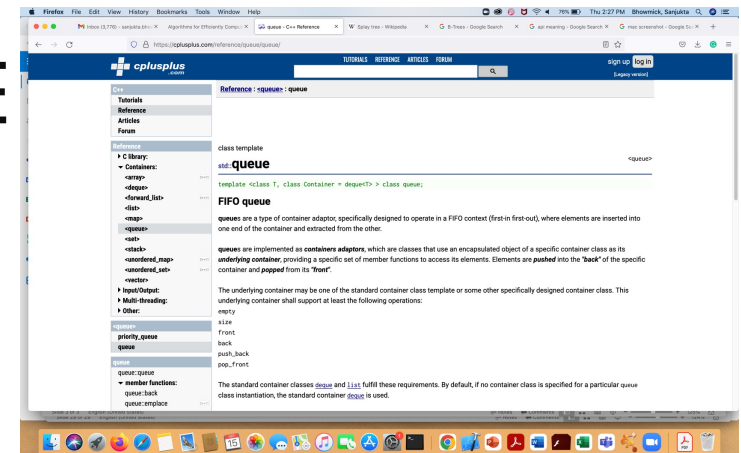 Firefox File Edit View History Bookmarks Tools Window Help 76% Thu 2:27 PM Bhowmick, Sanjukta
Inbox (3,776) - sanjukta.bho Algorithms for Efficiently Comput queue - C++ Reference Splay tree - Wikipedia B-Trees - Google Search api meaning - Google Search mac screenshot - Google Se
https://cplusplus.com/reference/queue/queue/
cplusplus
.com
TUTORIALS REFERENCE ARTICLES FORUM
sign up log in
[Legacy version]
C++
Tutorials
Reference
Articles
Forum
Reference
C library:
Containers:
<array>
<deque>
<forward_list>
<list>
<map>
<queue>
<set>
<stack>
<unordered_map>
<unordered_set>
<vector>
Input/Output:
Multi-threading:
Other:
<queue>
priority_queue
queue
queue
queue::queue
member functions:
queue::back
queue::emplace
Reference : <queue> : queue
class template
std::queue <queue>
template <class T, class Container = deque<T> > class queue;
FIFO queue
queues are a type of container adaptor, specifically designed to operate in a FIFO context (first-in first-out), where elements are inserted into
one end of the container and extracted from the other.
queues are implemented as containers adaptors, which are classes that use an encapsulated object of a specific container class as its
underlying container, providing a specific set of member functions to access its elements. Elements are pushed into the "back" of the specific
container and popped from its "front".
The underlying container may be one of the standard container class template or some other specifically designed container class. This
underlying container shall support at least the following operations:
empty
size
front
back
push_back
pop_front
The standard container classes deque and list fulfill these requirements. By default, if no container class is specified for a particular queue
class instantiation, the standard container deque is used.